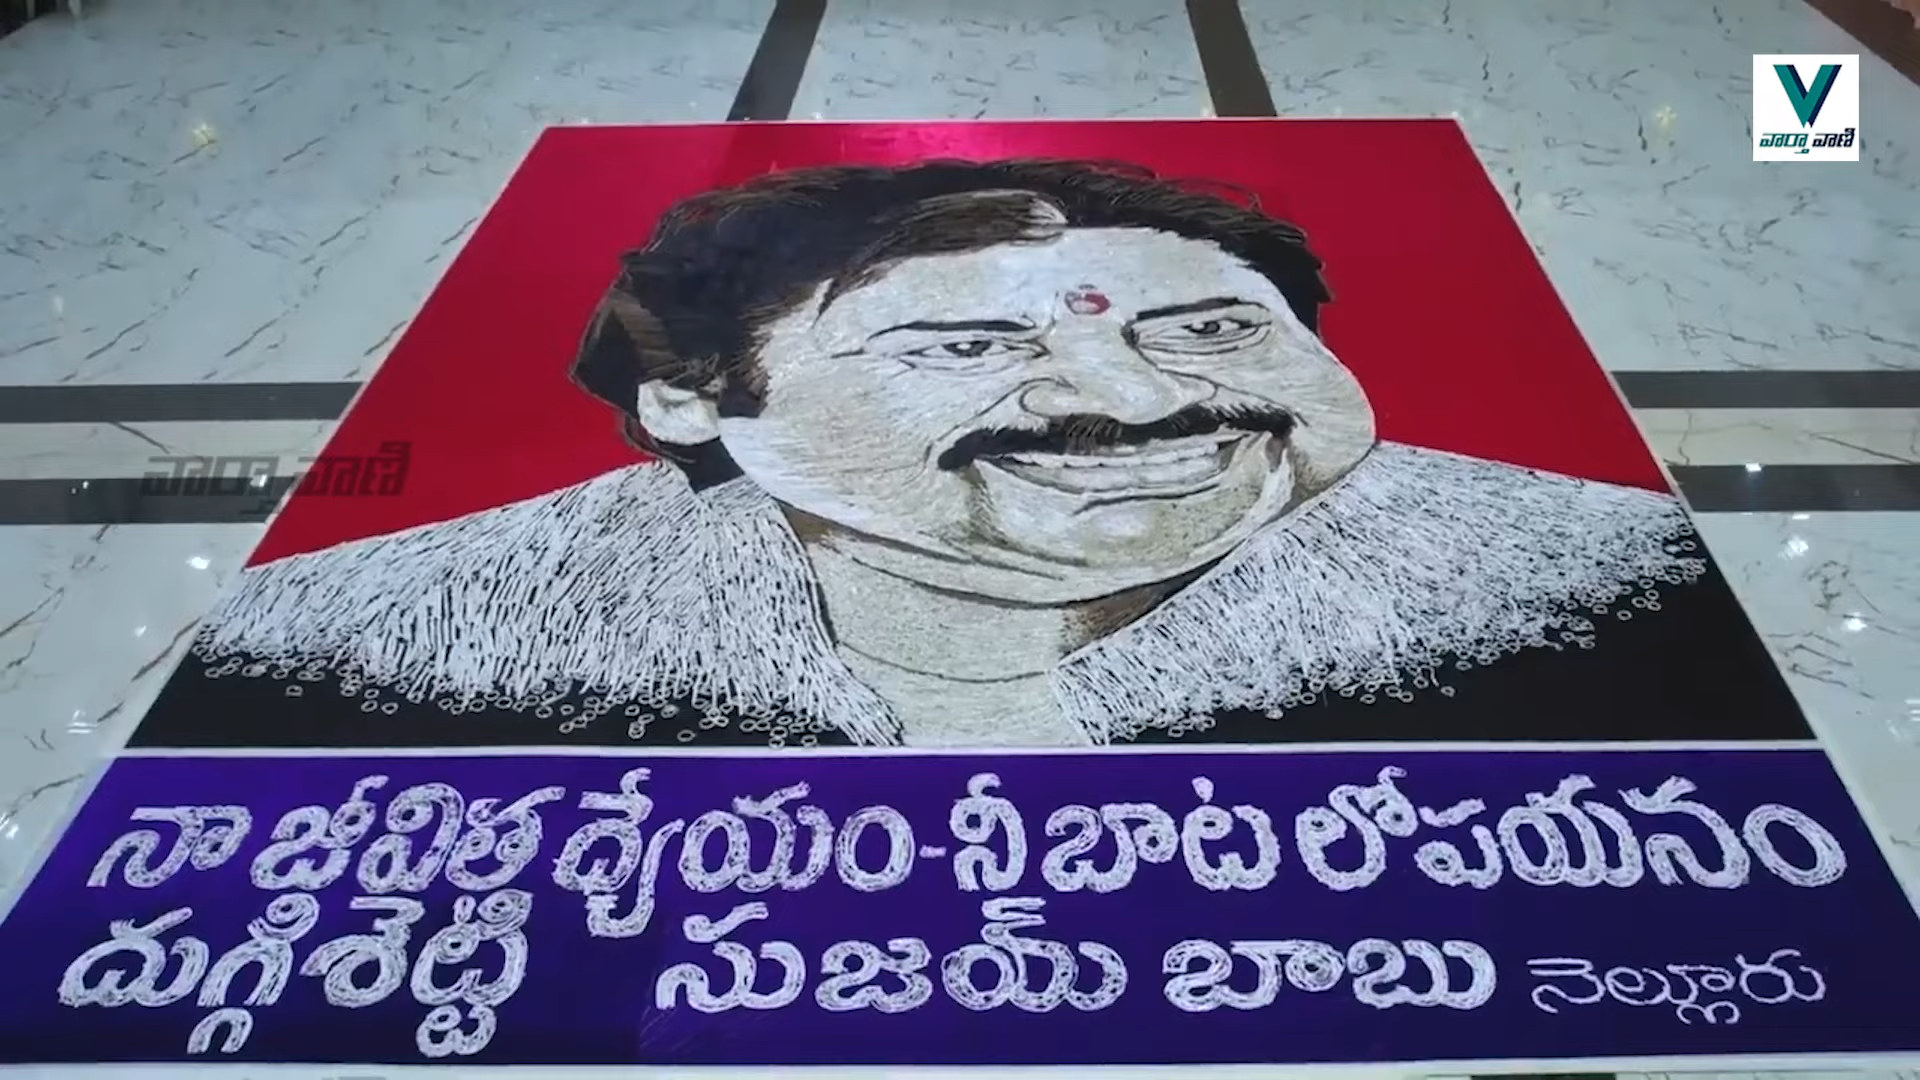 వార్తా వాణి
వార్తా వాణి
నా జీవిత ధ్యేయం-నీ బాటలో పయనం
దుగ్గిశెట్టి సుజయ్ బాబు నెల్లూరు